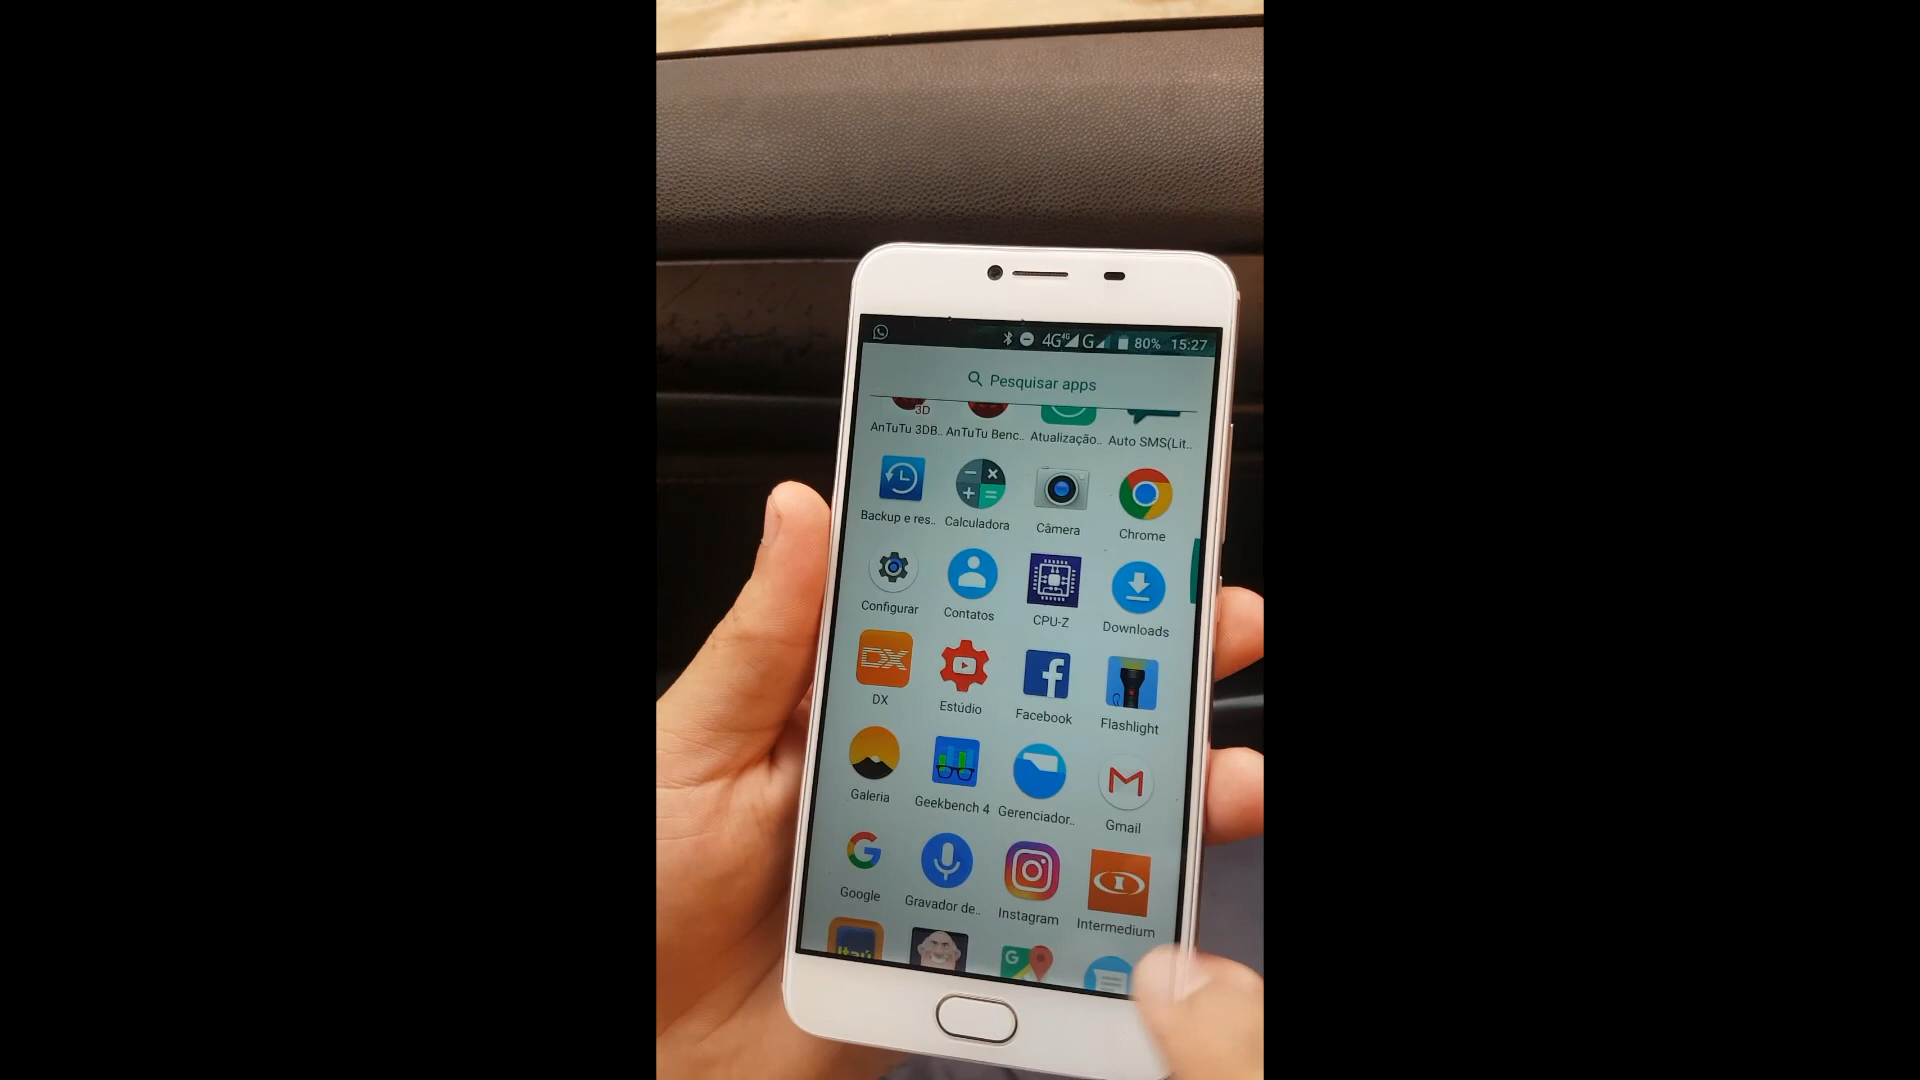 4G 4G G 80% 15:27
Pesquisar apps
3D
AnTuTu 3DB.. AnTuTu Benc.. Atualização.. Auto SMS(Lit..
Backup e res.. Calculadora Câmera Chrome
Configurar Contatos CPU-Z Downloads
DX
DX Estúdio Facebook Flashlight
Galeria Geekbench 4 Gerenciador.. Gmail
Google Gravador de.. Instagram Intermedium
Itaú